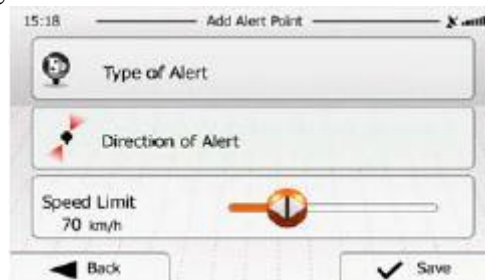 15:18 Add Alert Point
Type of Alert
Direction of Alert
Speed Limit
70 km/h
Back Save